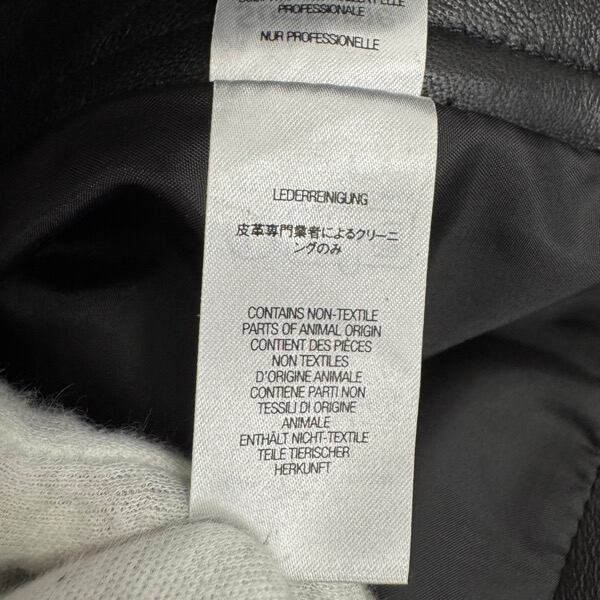 PROFESSIONALE
NUR PROFESSIONELLE
LEDERREINIGUNG
皮革専門業者によるクリーニ
ングのみ
CONTAINS NON-TEXTILE
PARTS OF ANIMAL ORIGIN
CONTIENT DES PIÈCES
NON TEXTILES
D'ORIGINE ANIMALE
CONTIENE PARTI NON
TESSILI DI ORIGINE
ANIMALE
ENTHÄLT NICHT-TEXTILE
TEILE TIERISCHER
HERKUNFT